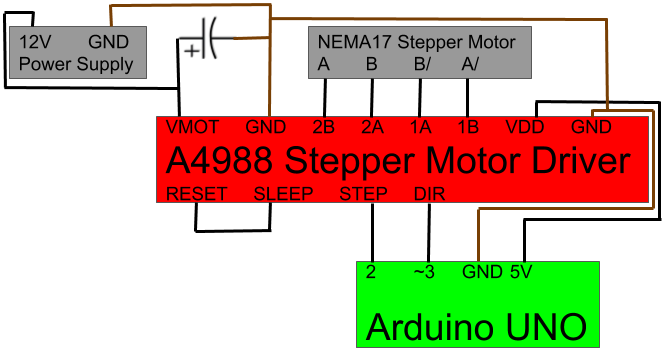 12V GND
Power Supply
+
NEMA17 Stepper Motor
A B B/ A/
VMOT GND 2B 2A 1A 1B VDD GND
A4988 Stepper Motor Driver
RESET SLEEP STEP DIR
2 ~3 GND 5V
Arduino UNO